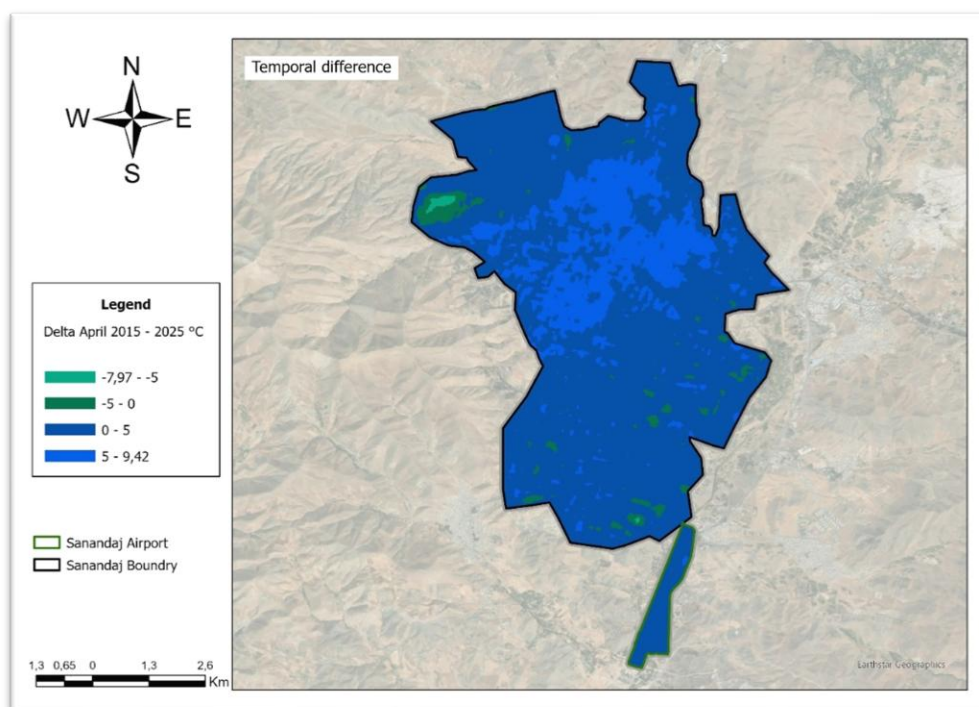 Temporal difference
N
W E
S
Legend
Delta April 2015 - 2025 °C
-7,97 - -5
-5 - 0
0 - 5
5 - 9,42
Sanandaj Airport
Sanandaj Boundry
1,3 0,65 0 1,3 2,6
Km
Earthstar Geographics